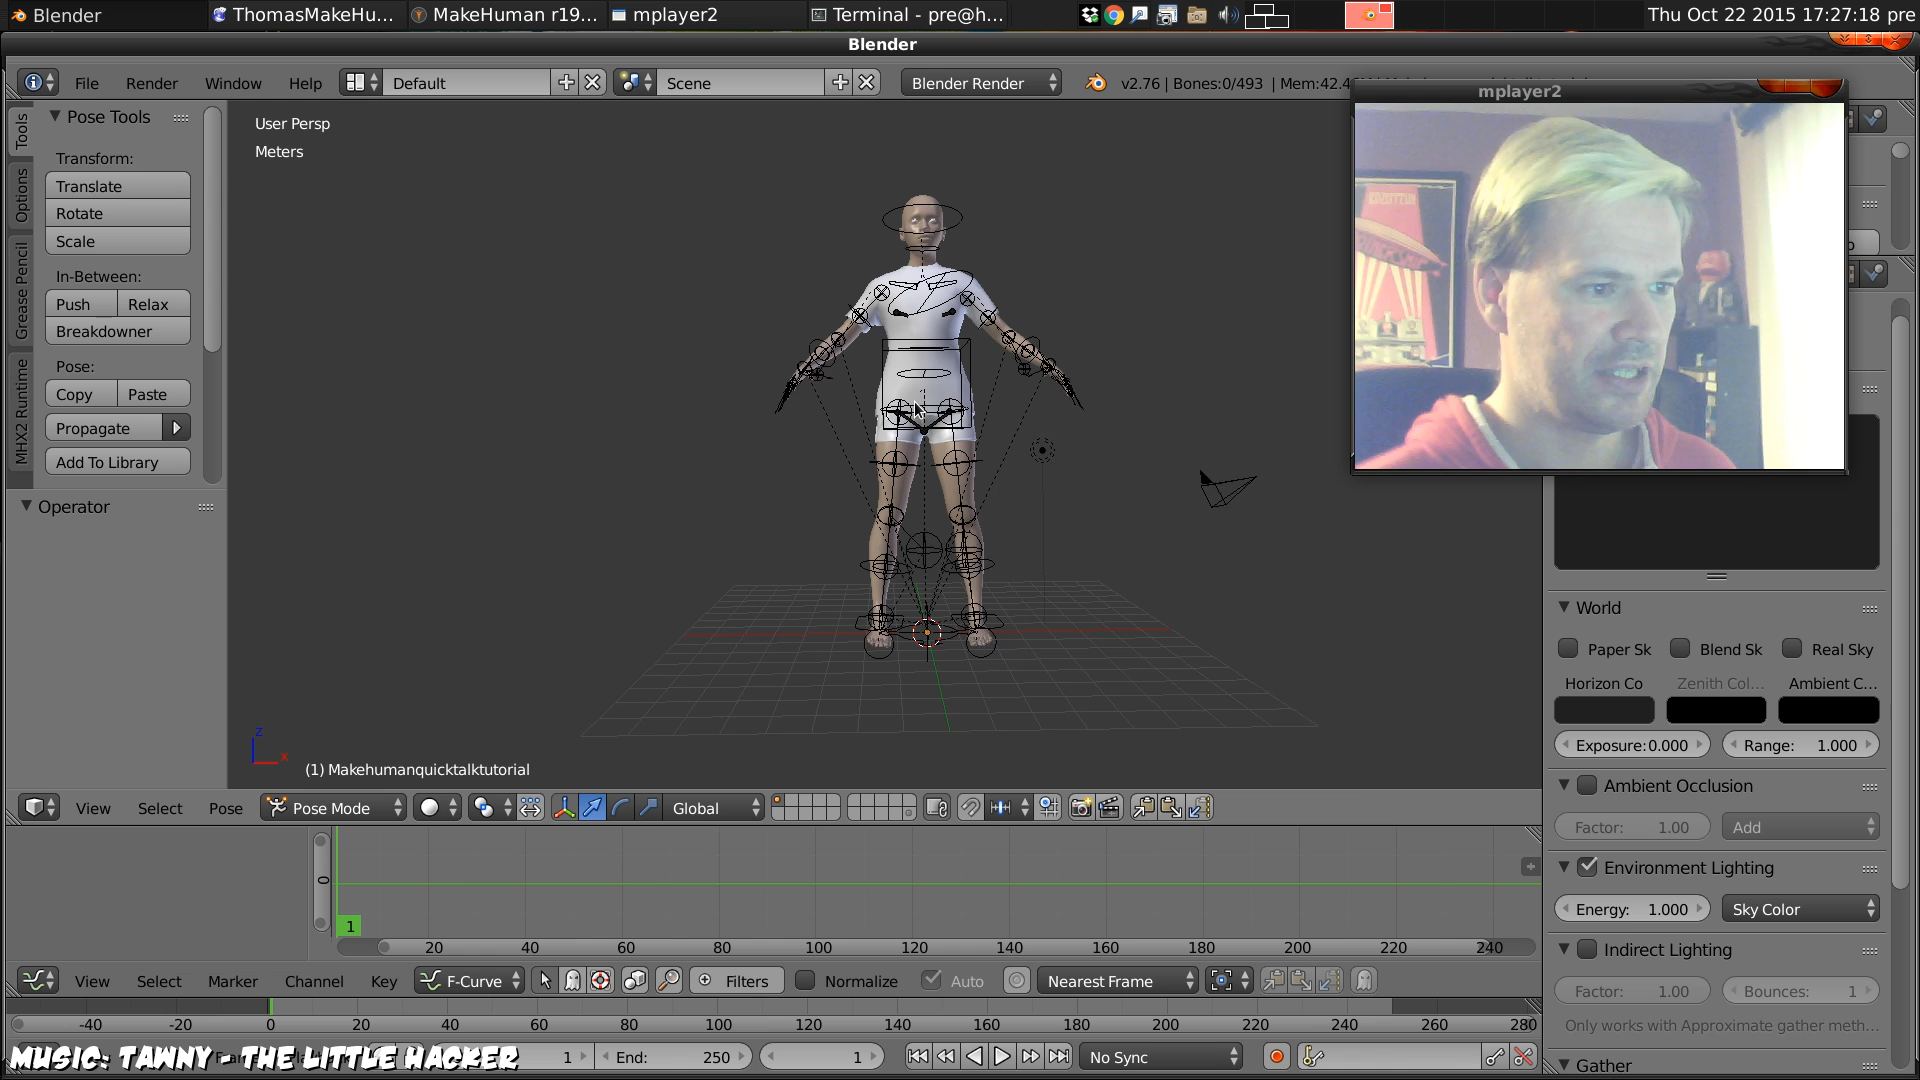 Blender
ThomasMakeHu...
MakeHuman r19...
mplayer2
Terminal - pre@h...
Thu Oct 22 2015 17:27:18 pre
Blender
File Render Window Help Default Scene Blender Render v2.76 | Bones:0/493 | Mem:42.4
mplayer2
Tools
Options
Grease Pencil
MHX2 Runtime
Pose Tools
Transform:
Translate
Rotate
Scale
In-Between:
Push Relax
Breakdowner
Pose:
Copy Paste
Propagate
Add To Library
Operator
User Persp
Meters
z
x
(1) Makehumanquicktalktutorial
World
Paper Sk Blend Sk Real Sky
Horizon Co Zenith Col... Ambient C...
Exposure:0.000 Range: 1.000
Ambient Occlusion
Factor: 1.00 Add
Environment Lighting
Energy: 1.000 Sky Color
Indirect Lighting
Factor: 1.00 Bounces: 1
Only works with Approximate gather meth...
Gather
View Select Pose Pose Mode Global
0
1
20 40 60 80 100 120 140 160 180 200 220 240
View Select Marker Channel Key F-Curve Filters Normalize Auto Nearest Frame
-40 -20 0 20 40 60 80 100 120 140 160 180 200 220 240 260 280
1 End: 250 1 No Sync
MUSIC: TAWNY - THE LITTLE HACKER